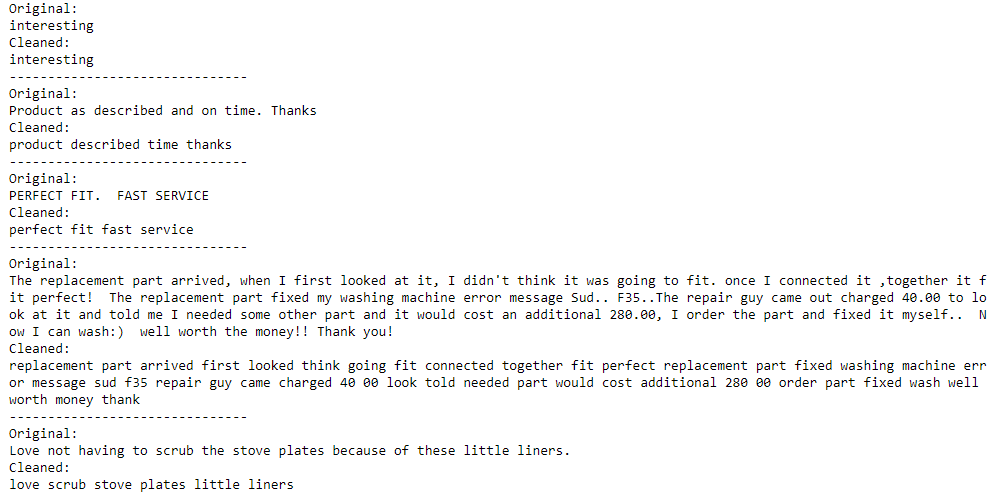 Original:
interesting
Cleaned:
interesting
-------------------------------
Original:
Product as described and on time. Thanks
Cleaned:
product described time thanks
-------------------------------
Original:
PERFECT FIT.  FAST SERVICE
Cleaned:
perfect fit fast service
-------------------------------
Original:
The replacement part arrived, when I first looked at it, I didn't think it was going to fit. once I connected it ,together it f
it perfect!  The replacement part fixed my washing machine error message Sud.. F35..The repair guy came out charged 40.00 to lo
ok at it and told me I needed some other part and it would cost an additional 280.00, I order the part and fixed it myself..  N
ow I can wash:)  well worth the money!! Thank you!
Cleaned:
replacement part arrived first looked think going fit connected together fit perfect replacement part fixed washing machine err
or message sud f35 repair guy came charged 40 00 look told needed part would cost additional 280 00 order part fixed wash well
worth money thank
-------------------------------
Original:
Love not having to scrub the stove plates because of these little liners.
Cleaned:
love scrub stove plates little liners